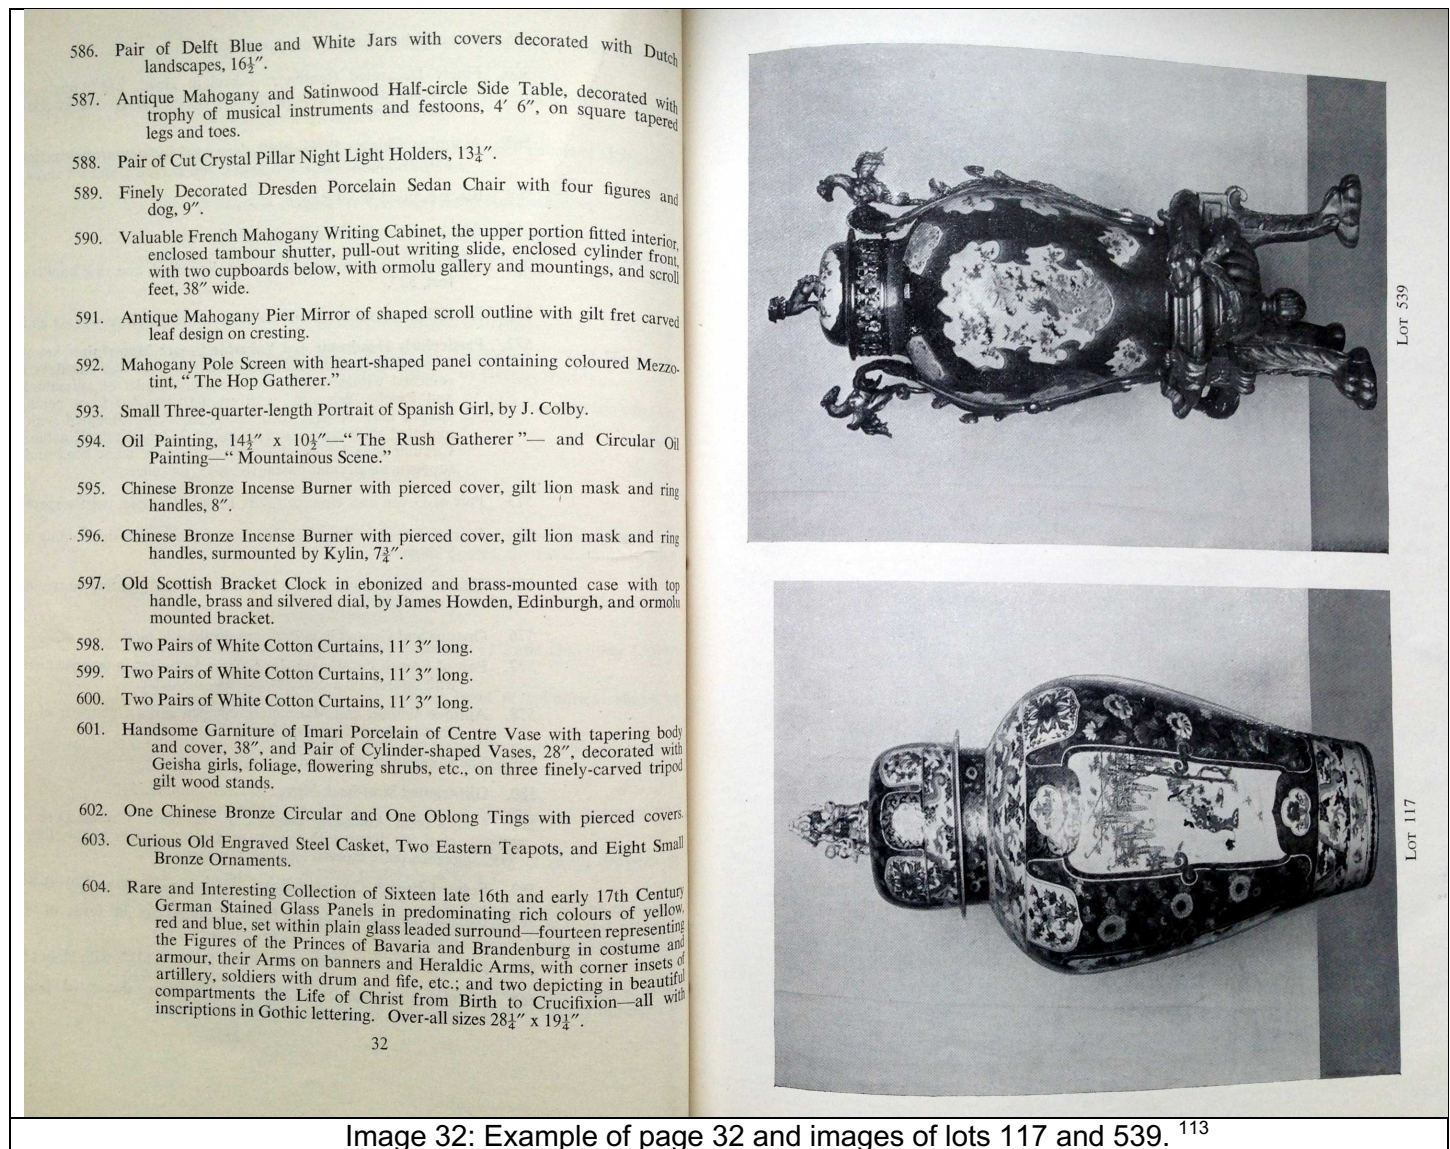 586. Pair of Delft Blue and White Jars with covers decorated with Dutch
landscapes, 16½″.
587. Antique Mahogany and Satinwood Half-circle Side Table, decorated with
trophy of musical instruments and festoons, 4′ 6″, on square tapered
legs and toes.
588. Pair of Cut Crystal Pillar Night Light Holders, 13¼″.
589. Finely Decorated Dresden Porcelain Sedan Chair with four figures and
dog, 9″.
590. Valuable French Mahogany Writing Cabinet, the upper portion fitted interior,
enclosed tambour shutter, pull-out writing slide, enclosed cylinder front,
with two cupboards below, with ormolu gallery and mountings, and scroll
feet, 38″ wide.
591. Antique Mahogany Pier Mirror of shaped scroll outline with gilt fret carved
leaf design on cresting.
592. Mahogany Pole Screen with heart-shaped panel containing coloured Mezzo-
tint, “ The Hop Gatherer.”
593. Small Three-quarter-length Portrait of Spanish Girl, by J. Colby.
594. Oil Painting, 14½″ x 10½″—“ The Rush Gatherer ”— and Circular Oil
Painting—“ Mountainous Scene.”
595. Chinese Bronze Incense Burner with pierced cover, gilt lion mask and ring
handles, 8″.
596. Chinese Bronze Incense Burner with pierced cover, gilt lion mask and ring
handles, surmounted by Kylin, 7¾″.
597. Old Scottish Bracket Clock in ebonized and brass-mounted case with top
handle, brass and silvered dial, by James Howden, Edinburgh, and ormolu
mounted bracket.
598. Two Pairs of White Cotton Curtains, 11′ 3″ long.
599. Two Pairs of White Cotton Curtains, 11′ 3″ long.
600. Two Pairs of White Cotton Curtains, 11′ 3″ long.
601. Handsome Garniture of Imari Porcelain of Centre Vase with tapering body
and cover, 38″, and Pair of Cylinder-shaped Vases, 28″, decorated with
Geisha girls, foliage, flowering shrubs, etc., on three finely-carved tripod
gilt wood stands.
602. One Chinese Bronze Circular and One Oblong Tings with pierced covers.
603. Curious Old Engraved Steel Casket, Two Eastern Teapots, and Eight Small
Bronze Ornaments.
604. Rare and Interesting Collection of Sixteen late 16th and early 17th Century
German Stained Glass Panels in predominating rich colours of yellow,
red and blue, set within plain glass leaded surround—fourteen representing
the Figures of the Princes of Bavaria and Brandenburg in costume and
armour, their Arms on banners and Heraldic Arms, with corner insets of
artillery, soldiers with drum and fife, etc.; and two depicting in beautiful
compartments the Life of Christ from Birth to Crucifixion—all with
inscriptions in Gothic lettering. Over-all sizes 28¼″ x 19¼″.
32
LOT 539
LOT 117
Image 32: Example of page 32 and images of lots 117 and 539. 113